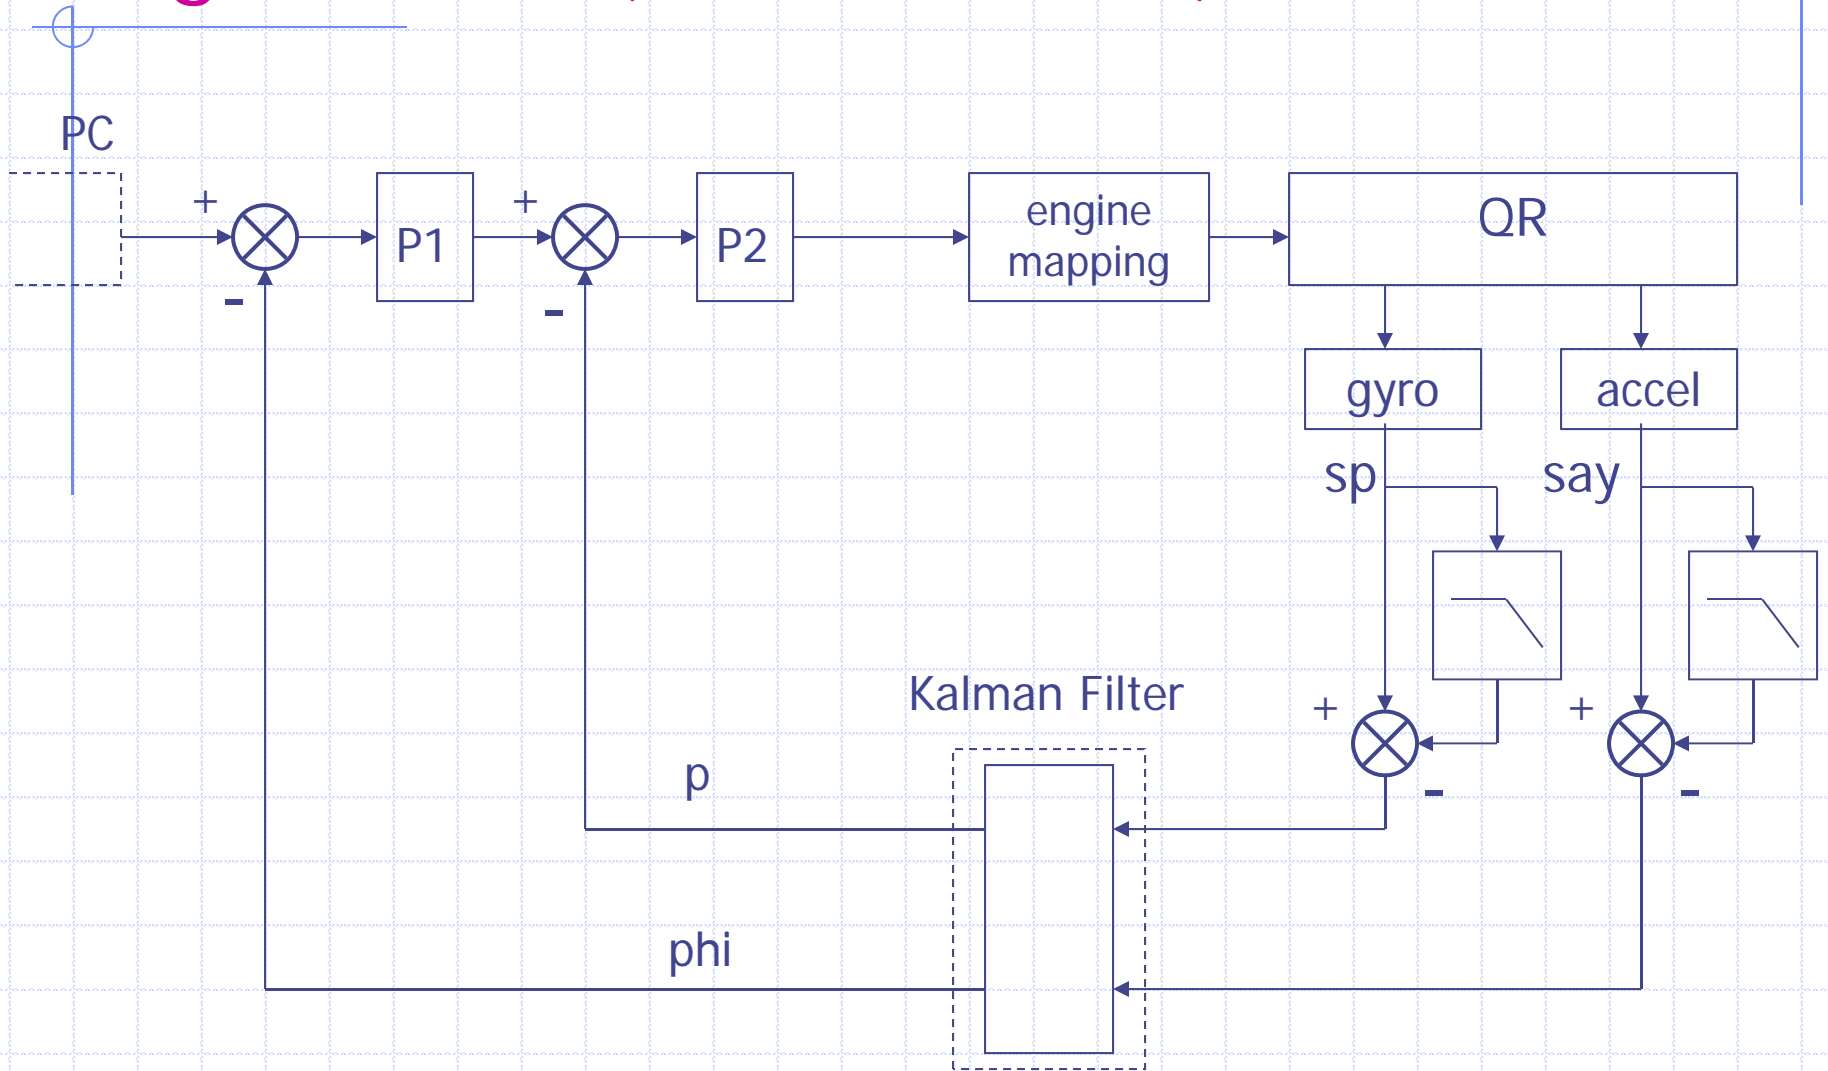 PC
+
-
P1
+
-
P2
engine
mapping
QR
gyro
accel
sp
say
Kalman Filter
+
-
+
-
p
phi